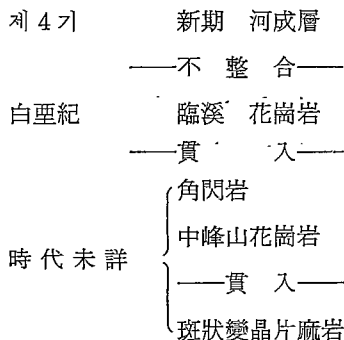 제 4 기 新期 河成層
不 整 合
白亜紀 臨溪 花崗岩
貫 入
角閃岩
中峰山花崗岩
時代未詳
貫 入
斑狀變晶片麻岩